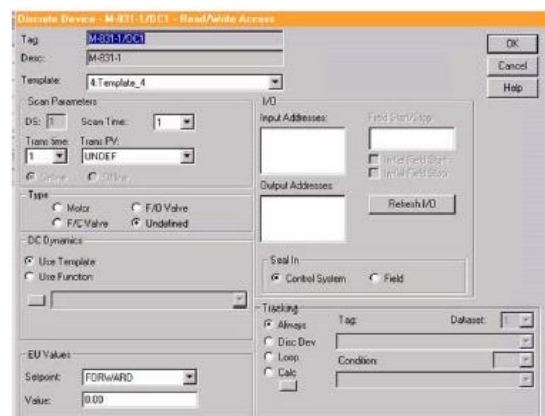 Discrete Device - M-831-1/DC1 - Read/Write Access
Tag: M-831-1/DC1
Desc: M-831-1
Template: 4:Template_4
OK
Cancel
Help
Scan Parameters
DS: 1 Scan Time: 1
Trans time: Trans PV:
1 UNDEF
Online Offline
Type
Motor F/O Valve
F/C Valve Undefined
DC Dynamics
Use Template
Use Function
EU Values
Setpoint: FORWARD
Value: 0.00
I/O
Input Addresses: Field Start/Stop:
Initial Field Start
Initial Field Stop
Output Addresses:
Refresh I/O
Seal In
Control System Field
Tracking
Always Tag: Dataset: 1
Disc Dev
Loop Condition:
Calc